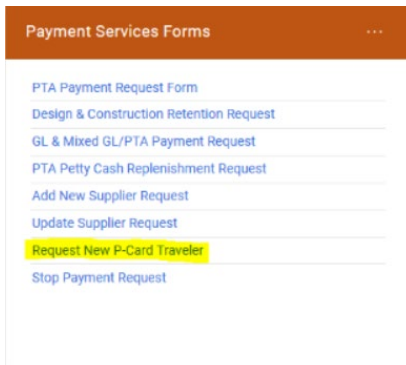 Payment Services Forms
PTA Payment Request Form
Design & Construction Retention Request
GL & Mixed GL/PTA Payment Request
PTA Petty Cash Replenishment Request
Add New Supplier Request
Update Supplier Request
Request New P-Card Traveler
Stop Payment Request